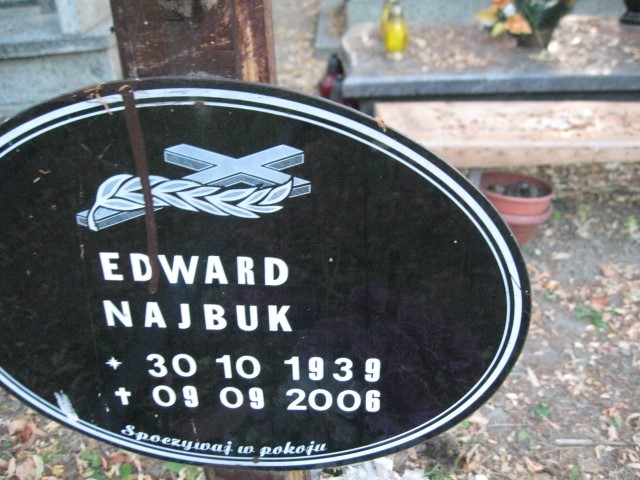 EDWARD
NAJBUK
* 30 10 1939
✝ 09 09 2006
Spoczywaj w pokoju